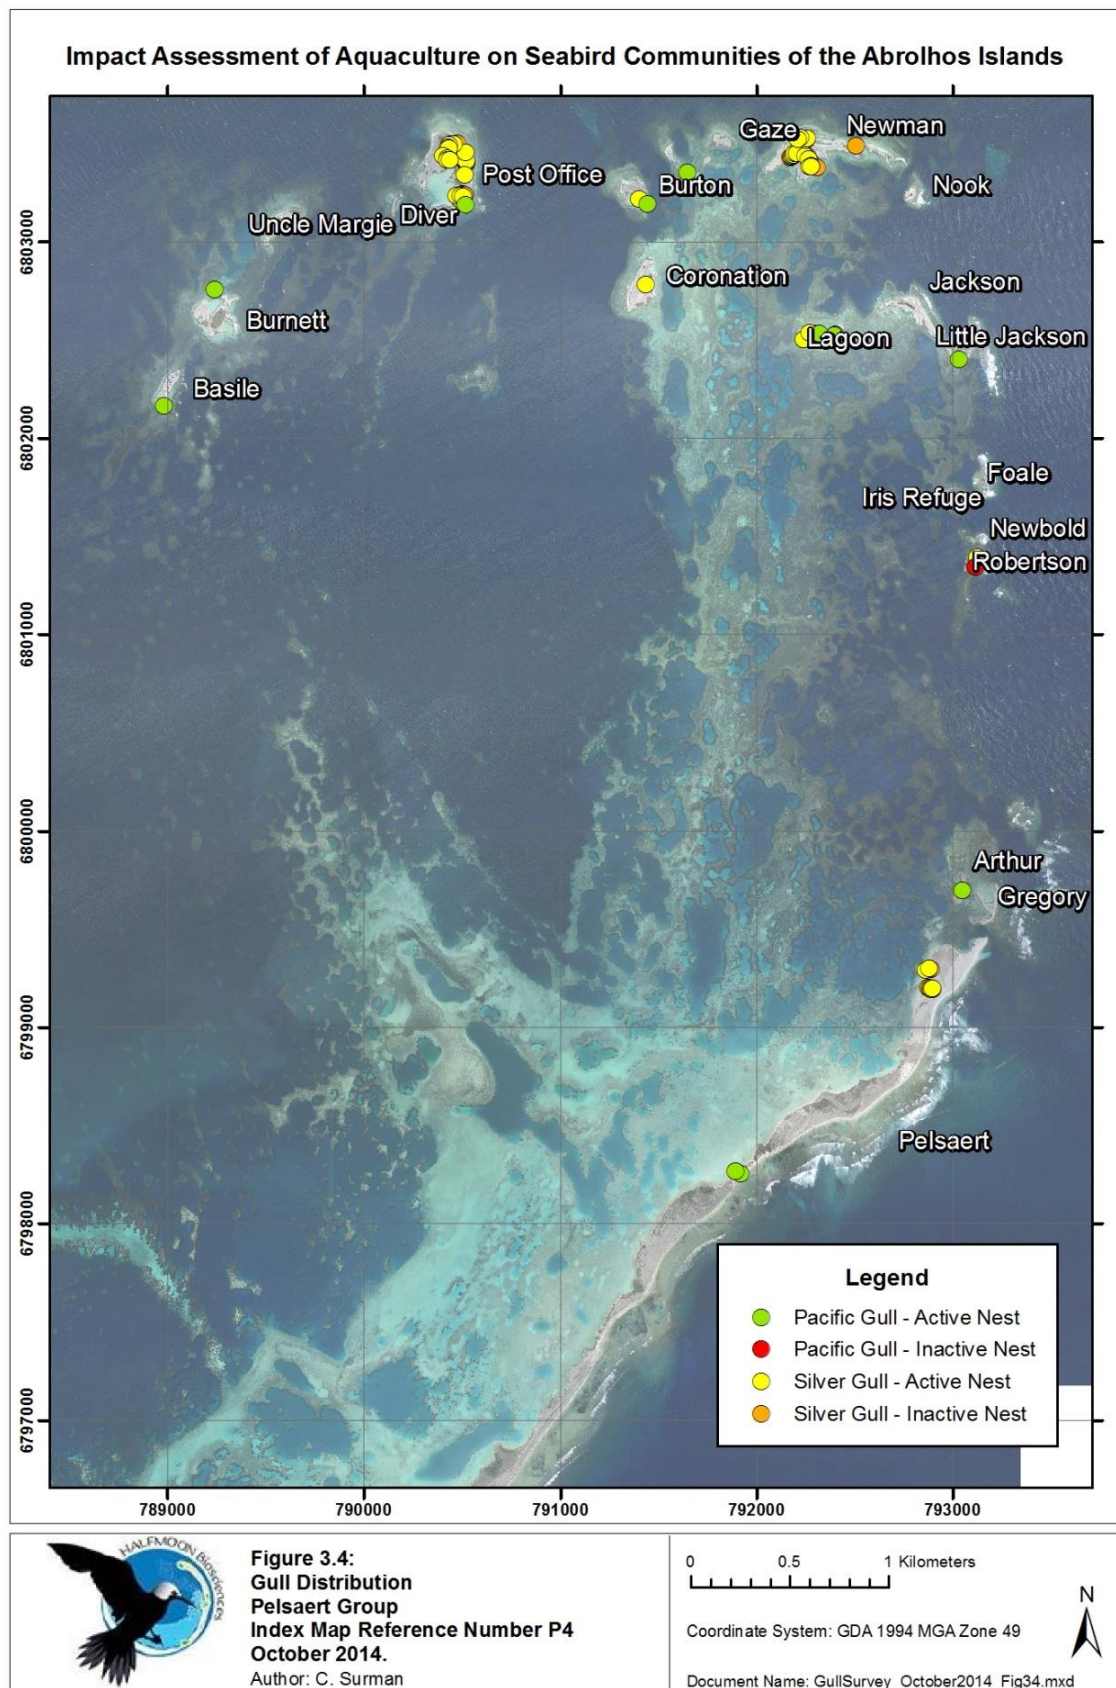 Impact Assessment of Aquaculture on Seabird Communities of the Abrolhos Islands
Gaze
Newman
Post Office
Burton
Nook
Uncle Margie
Diver
Coronation
Jackson
Burnett
Lagoon
Little Jackson
Basile
Foale
Iris Refuge
Newbold
Robertson
Arthur
Gregory
Pelsaert
6803000
6802000
6801000
6800000
6799000
6798000
6797000
Legend
Pacific Gull - Active Nest
Pacific Gull - Inactive Nest
Silver Gull - Active Nest
Silver Gull - Inactive Nest
789000
790000
791000
792000
793000
HALFMOON Biosciences
Figure 3.4:
Gull Distribution
Pelsaert Group
Index Map Reference Number P4
October 2014.
Author: C. Surman
0 0.5 1 Kilometers
N
Coordinate System: GDA 1994 MGA Zone 49
Document Name: GullSurvey_October2014_Fig34.mxd